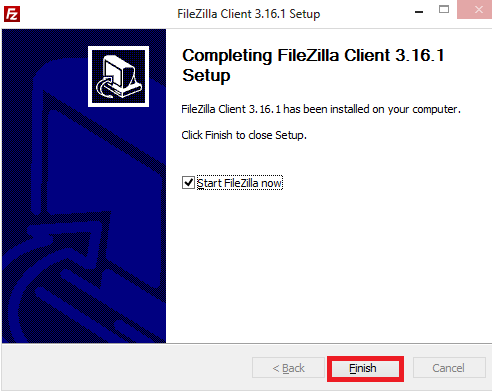 FileZilla Client 3.16.1 Setup
Completing FileZilla Client 3.16.1
Setup
FileZilla Client 3.16.1 has been installed on your computer.
Click Finish to close Setup.
Start FileZilla now
< Back
Finish
Cancel